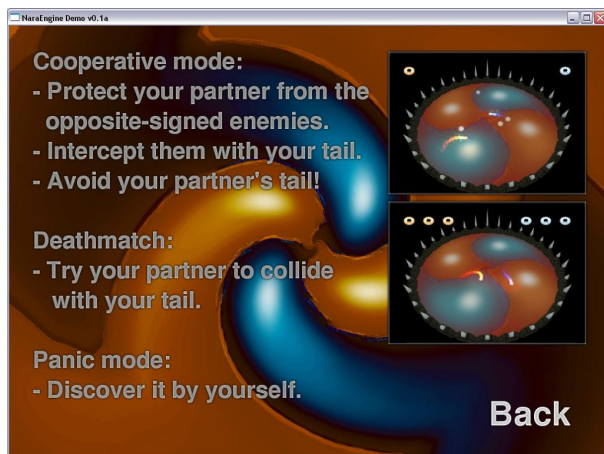 NaraEngine Demo v0.1a
Cooperative mode:
- Protect your partner from the
opposite-signed enemies.
- Intercept them with your tail.
- Avoid your partner's tail!
Deathmatch:
- Try your partner to collide
with your tail.
Panic mode:
- Discover it by yourself.
Back